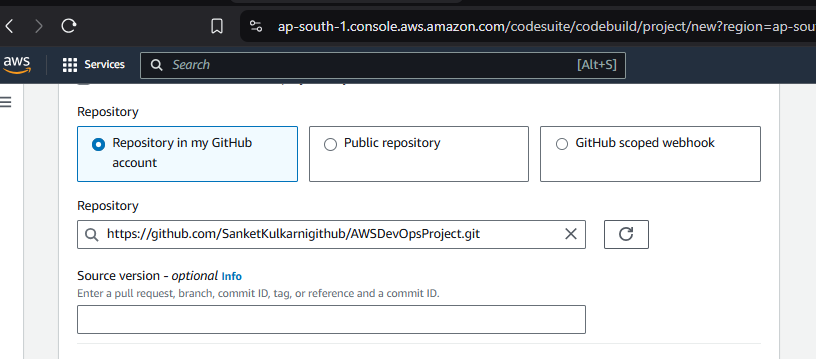 ap-south-1.console.aws.amazon.com/codesuite/codebuild/project/new?region=ap-sou
aws
Services
Search
[Alt+S]
Repository
Repository in my GitHub
account
Public repository
GitHub scoped webhook
Repository
https://github.com/SanketKulkarnigithub/AWSDevOpsProject.git
Source version - optional Info
Enter a pull request, branch, commit ID, tag, or reference and a commit ID.